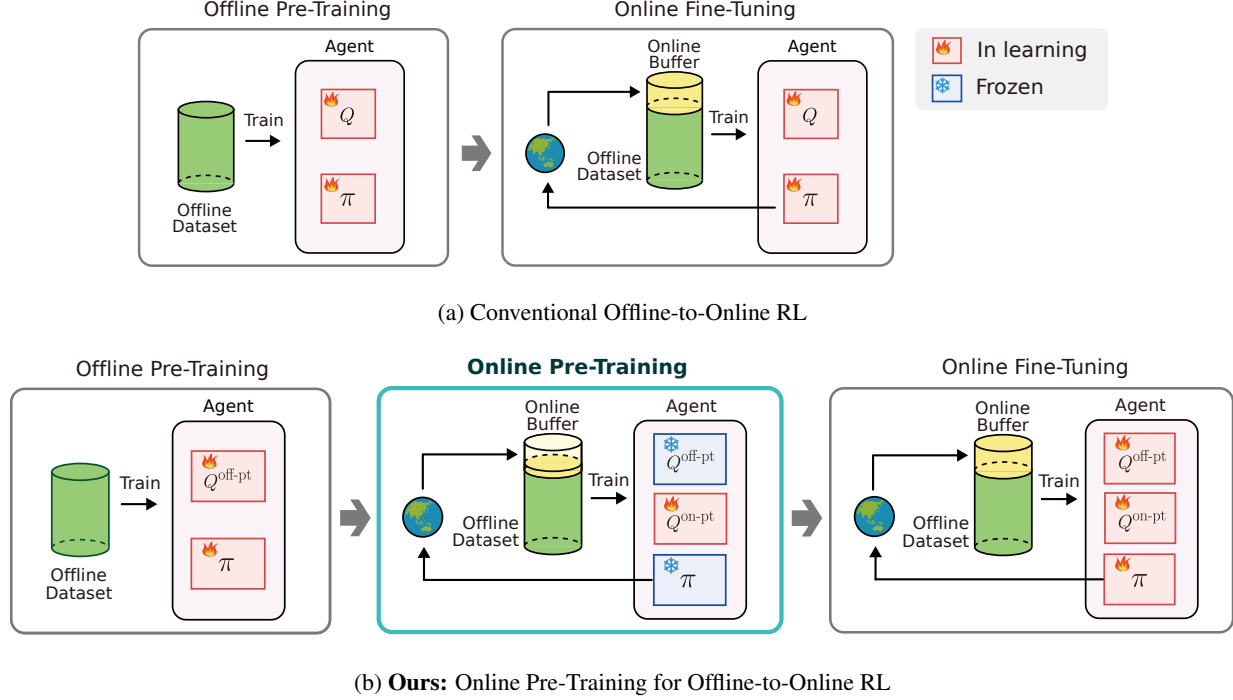 Offline Pre-Training
Online Fine-Tuning
Agent
Q
π
Train
Offline
Dataset
Online
Buffer
Agent
Q
π
Train
Offline
Dataset
In learning
Frozen
(a) Conventional Offline-to-Online RL
Offline Pre-Training
Online Pre-Training
Online Fine-Tuning
Agent
Q^off-pt
π
Train
Offline
Dataset
Online
Buffer
Agent
Q^off-pt
Q^on-pt
π
Train
Offline
Dataset
Online
Buffer
Agent
Q^off-pt
Q^on-pt
π
Train
Offline
Dataset
(b) Ours: Online Pre-Training for Offline-to-Online RL